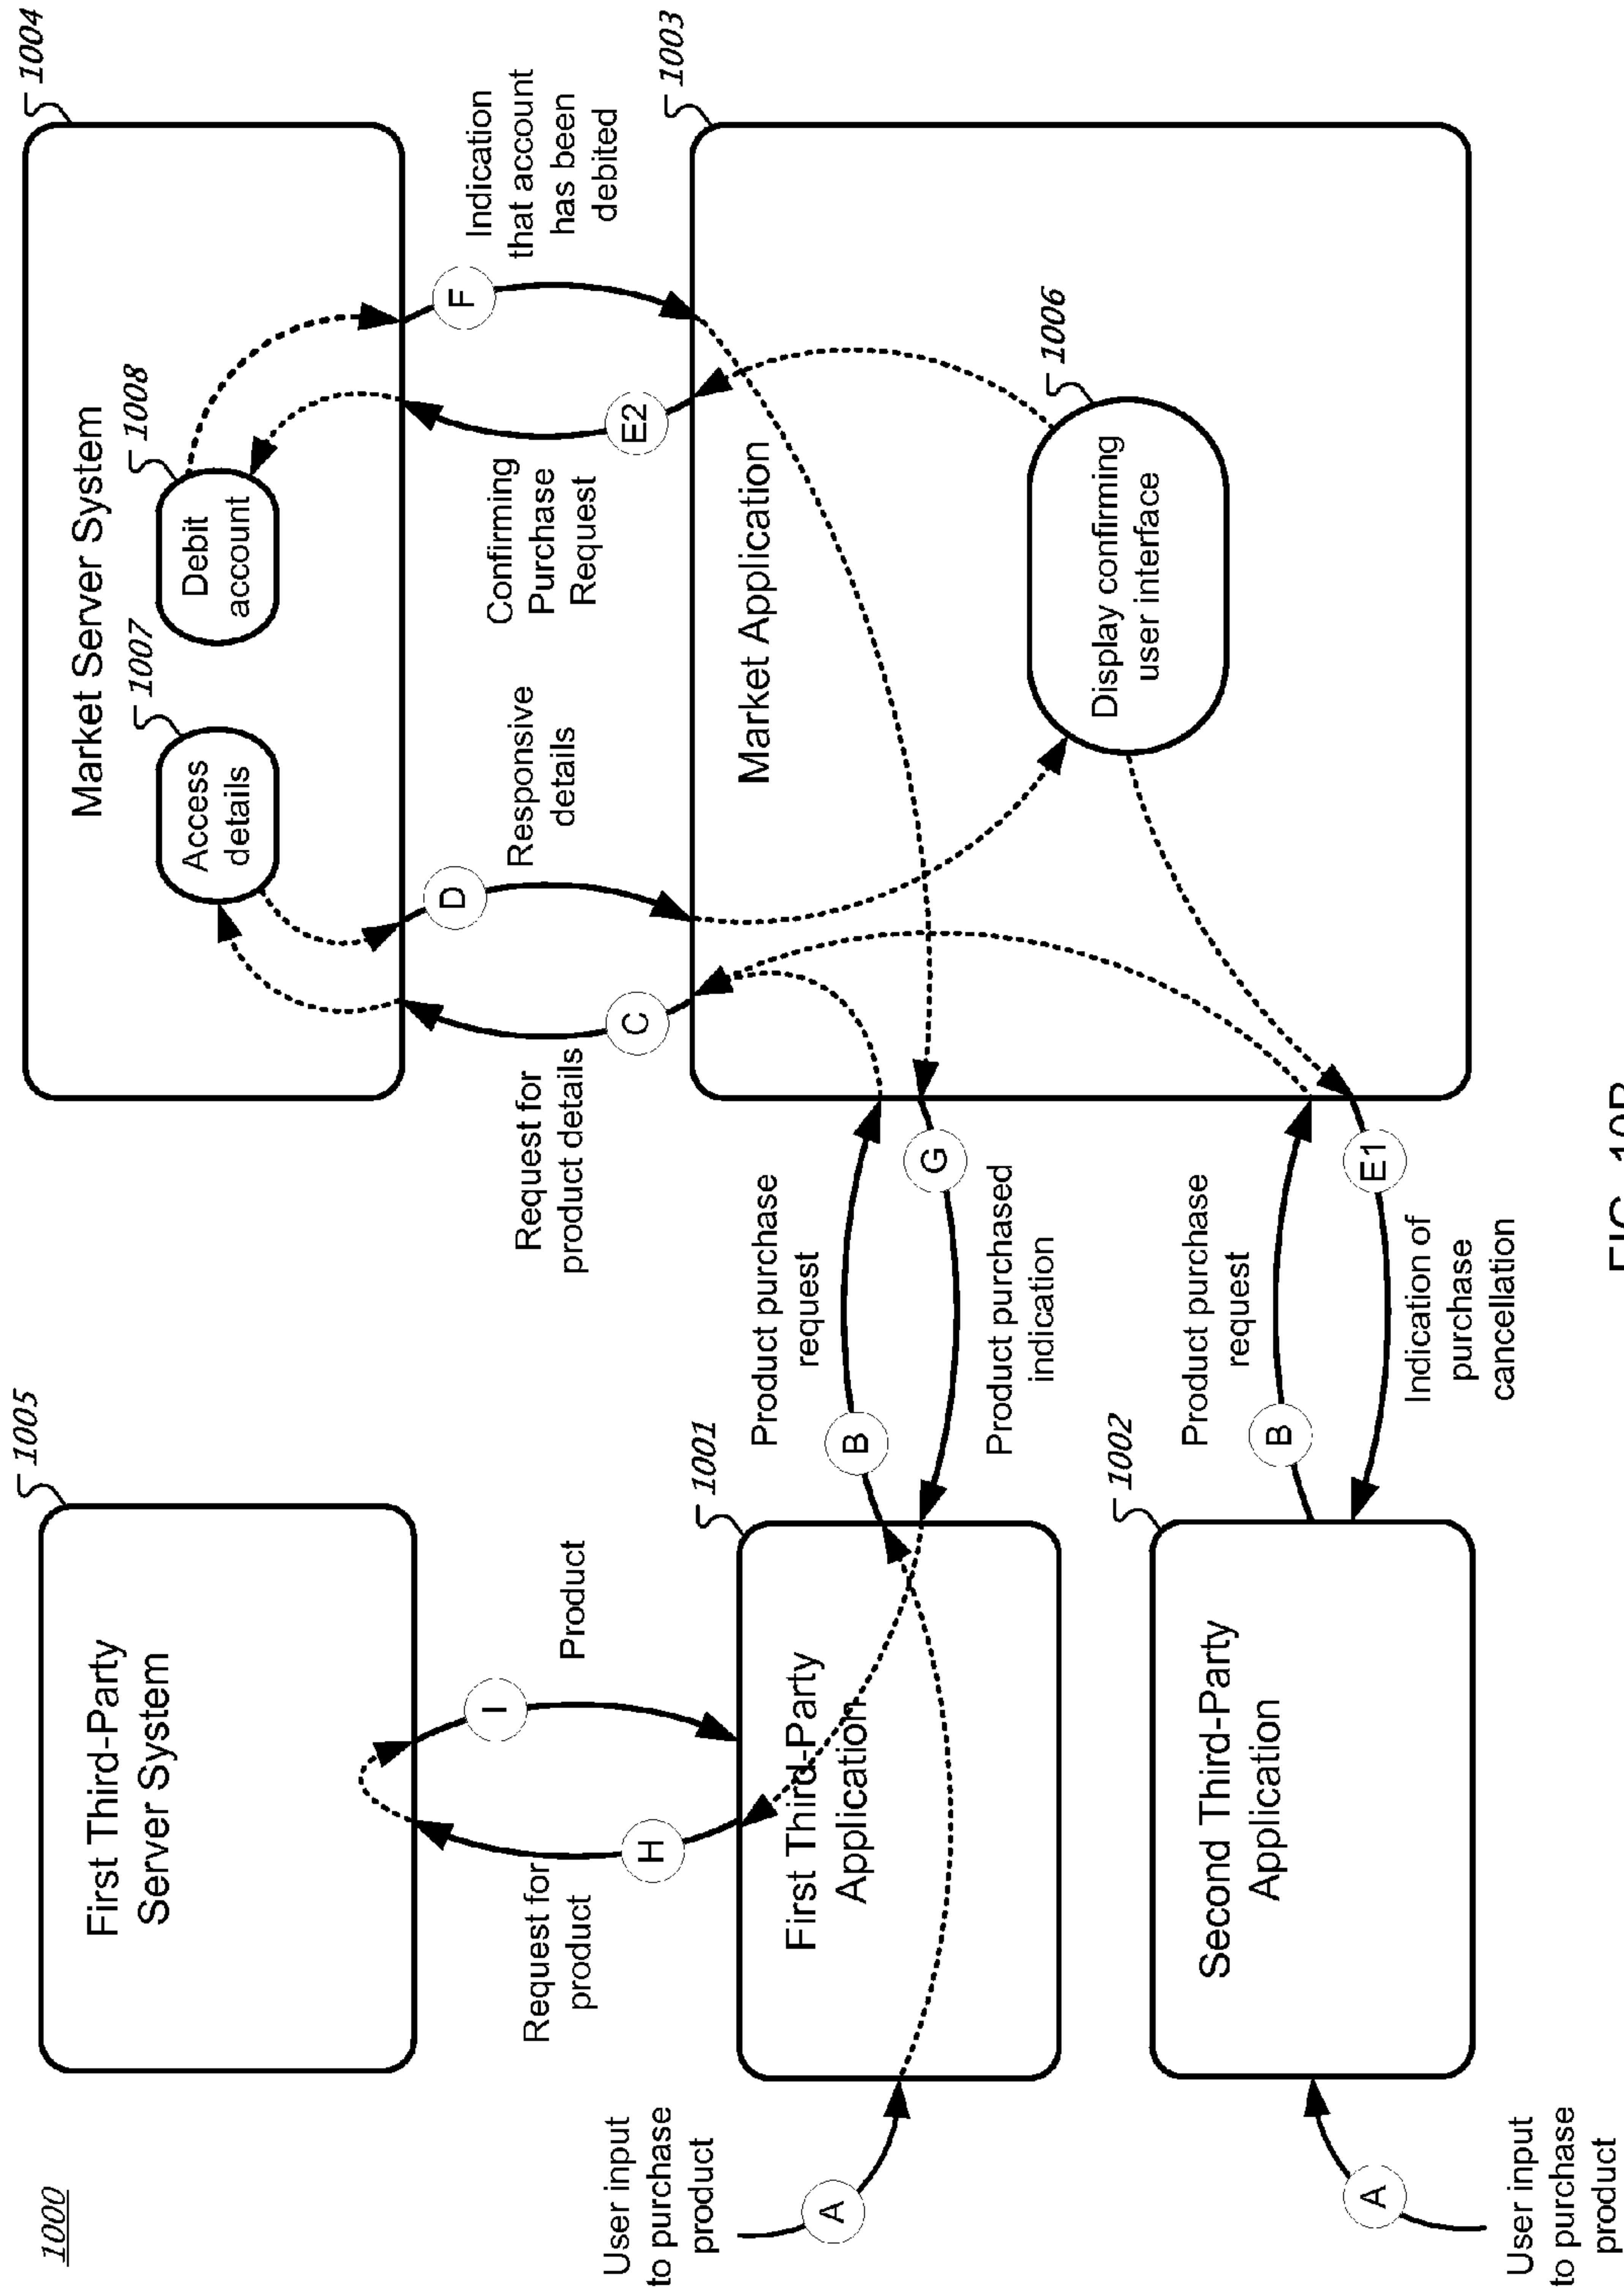 1000
First Third-Party
Server System
1005
Market Server System
1004
Access
details
1007
Debit
account
1008
Request for
product
H
I
Product
Request for
product details
C
D
Responsive
details
Confirming
Purchase
Request
E2
F
Indication
that account
has been
debited
User input
to purchase
product
A
First Third-Party
Application
1001
B
Product purchase
request
G
Product purchased
indication
Market Application
1003
Display confirming
user interface
1006
User input
to purchase
product
A
Second Third-Party
Application
1002
B
Product purchase
request
E1
Indication of
purchase
cancellation